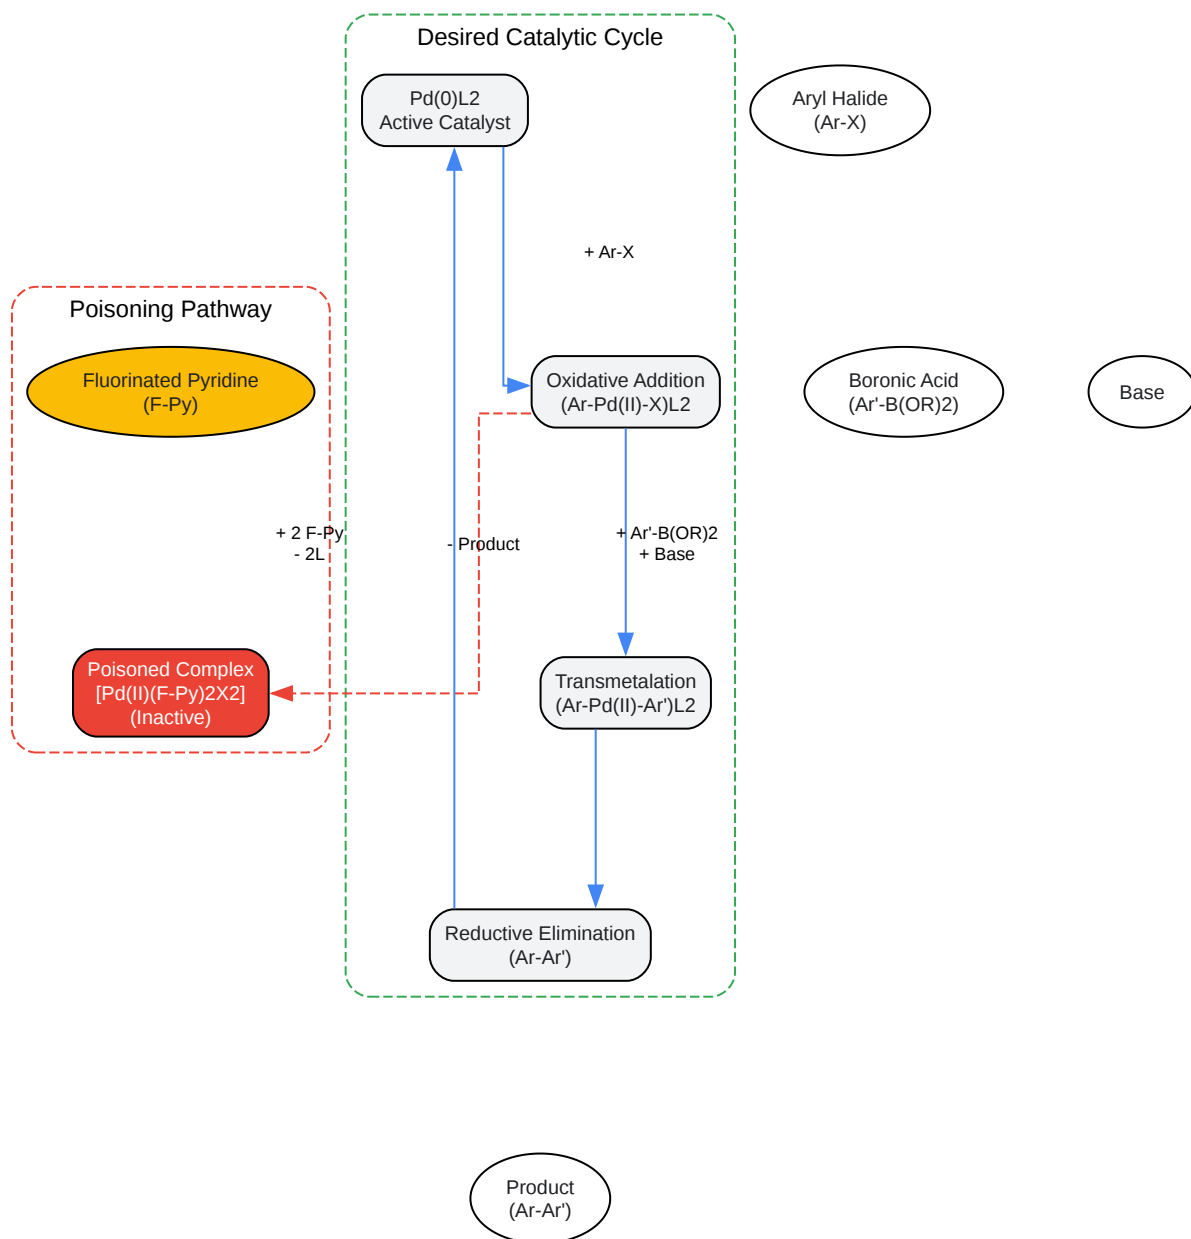 Desired Catalytic Cycle
Pd(0)L2
Active Catalyst
Aryl Halide
(Ar-X)
+ Ar-X
Poisoning Pathway
Fluorinated Pyridine
(F-Py)
Oxidative Addition
(Ar-Pd(II)-X)L2
Boronic Acid
(Ar'-B(OR)2)
Base
+ 2 F-Py
- 2L
- Product
+ Ar'-B(OR)2
+ Base
Poisoned Complex
[Pd(II)(F-Py)2X2]
(Inactive)
Transmetalation
(Ar-Pd(II)-Ar')L2
Reductive Elimination
(Ar-Ar')
Product
(Ar-Ar')